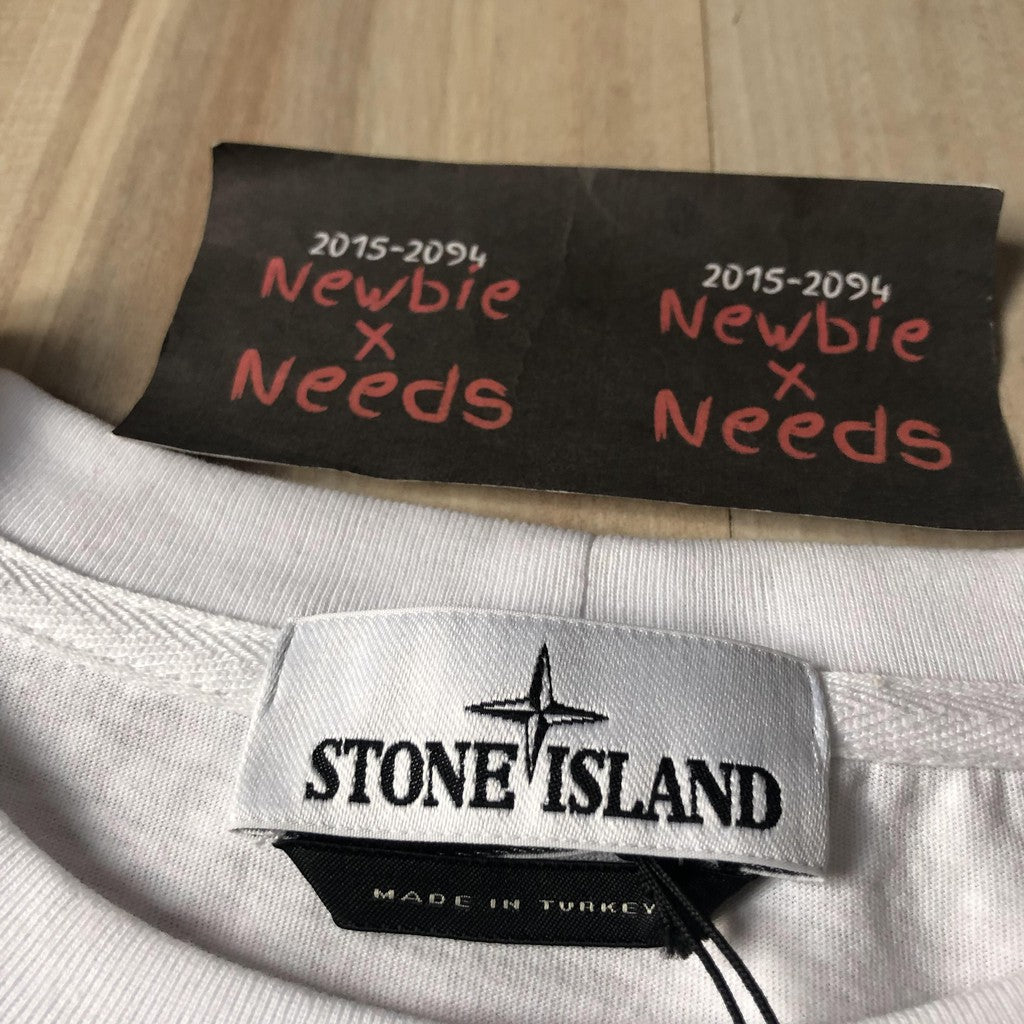 2015-2094
Newbie
x
Needs
2015-2094
Newbie
x
Needs
STONE ISLAND
MADE IN TURKEY